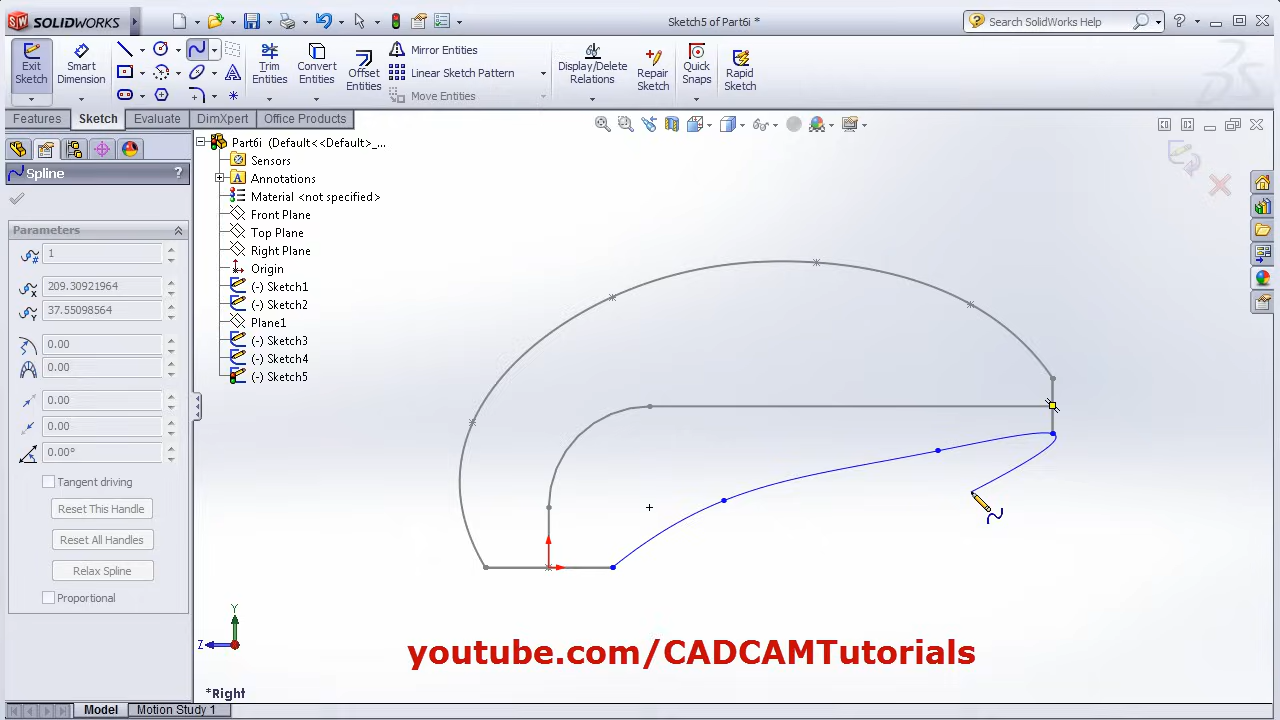 SOLIDWORKS
Sketch5 of Part6i *
Search SolidWorks Help
Exit Sketch
Smart Dimension
Trim Entities
Convert Entities
Offset Entities
Mirror Entities
Linear Sketch Pattern
Move Entities
Display/Delete Relations
Repair Sketch
Quick Snaps
Rapid Sketch
Features
Sketch
Evaluate
DimXpert
Office Products
Spline
?
Parameters
1
209.30921964
37.55098564
0.00
0.00
0.00
0.00
0.00°
Tangent driving
Reset This Handle
Reset All Handles
Relax Spline
Proportional
Part6i (Default<<Default>_...
Sensors
Annotations
Material <not specified>
Front Plane
Top Plane
Right Plane
Origin
(-) Sketch1
(-) Sketch2
Plane1
(-) Sketch3
(-) Sketch4
(-) Sketch5
Y
Z
*Right
youtube.com/CADCAMTutorials
Model
Motion Study 1